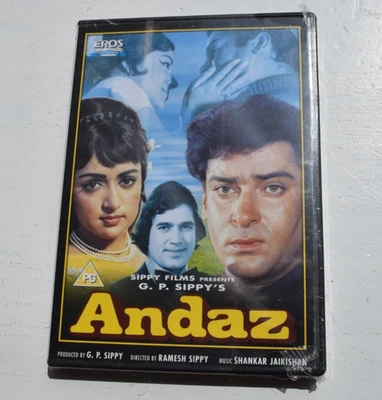 EROS
PG
SIPPY FILMS PRESENTS
G. P. SIPPY'S
Andaz
PRODUCED BY G. P. SIPPY DIRECTED BY RAMESH SIPPY MUSIC SHANKAR JAIKISHAN